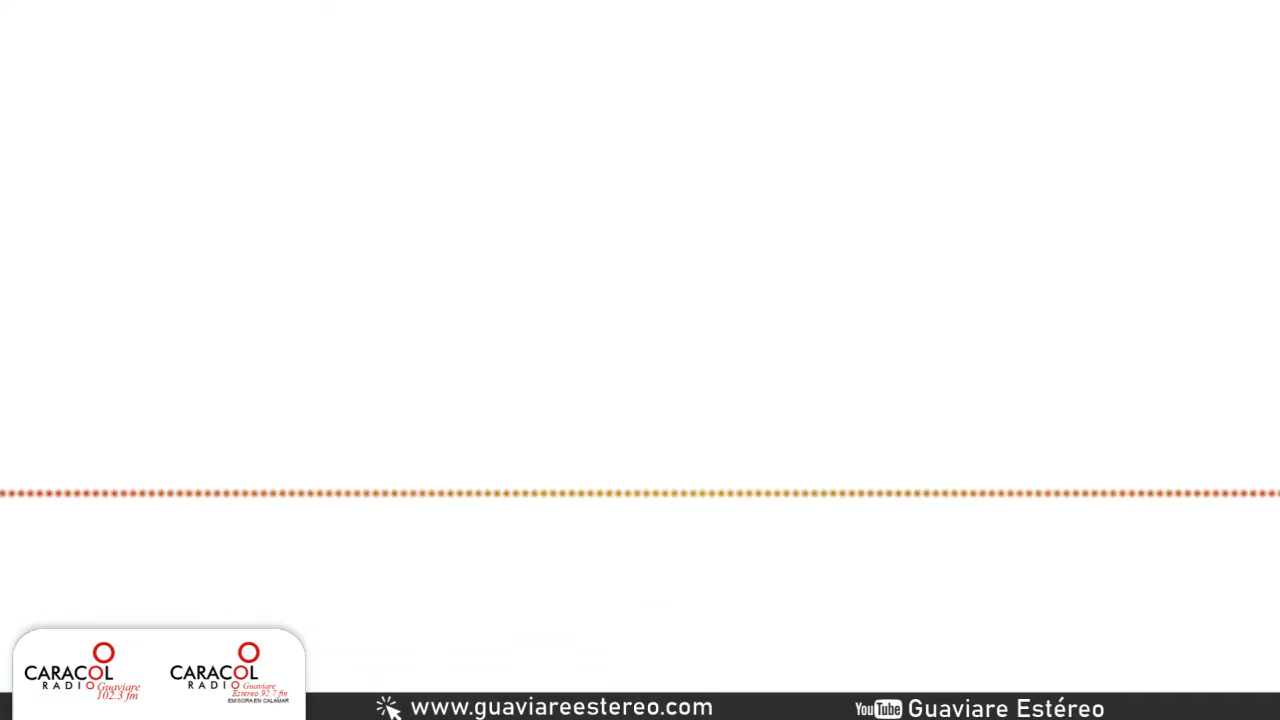 CARACOL
RADIO Guaviare
102.3 fm
CARACOL
RADIO Guaviare
Estereo 92.7 fm
EMISORA EN CALAMAR
www.guaviareestereo.com
YouTube Guaviare Estéreo